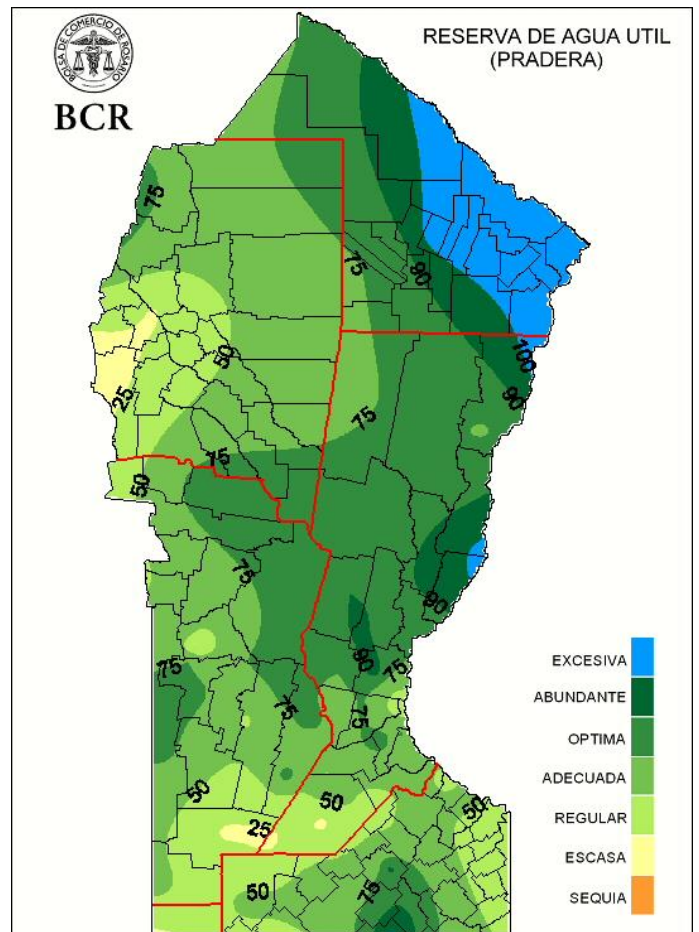 BOLSA DE COMERCIO DE ROSARIO
BCR
RESERVA DE AGUA UTIL
(PRADERA)
75
75
90
50
100
25
75
90
75
50
75
90
75
90
75
75
75
50
50
50
25
50
75
EXCESIVA
ABUNDANTE
OPTIMA
ADECUADA
REGULAR
ESCASA
SEQUIA